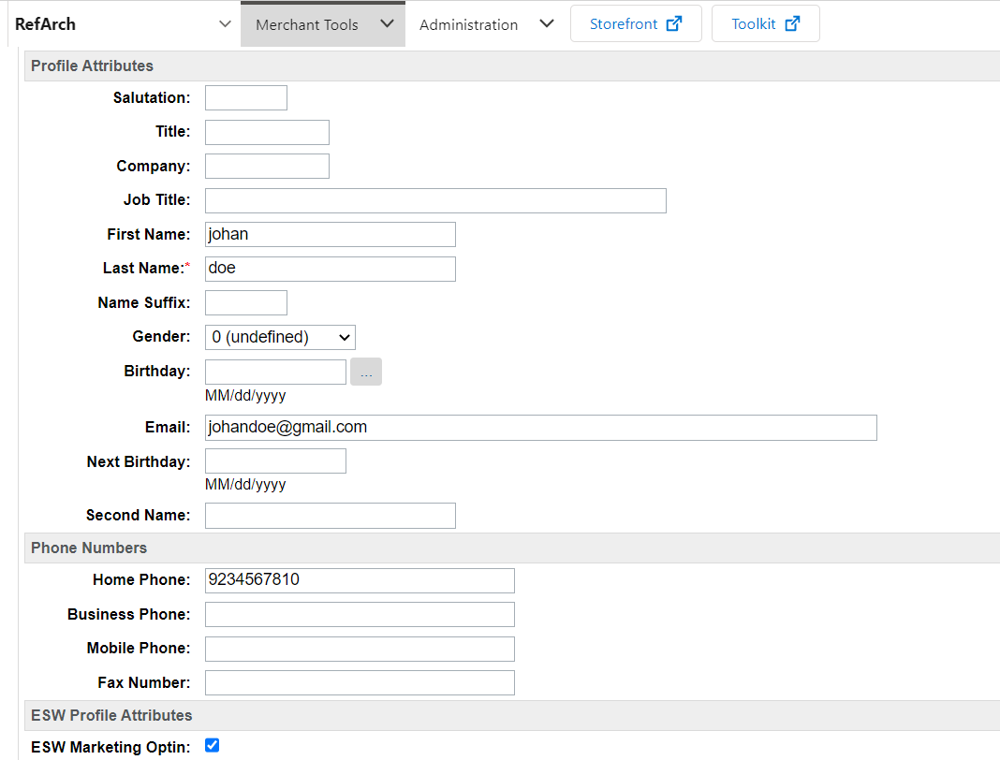 RefArch Merchant Tools Administration Storefront Toolkit
Profile Attributes
Salutation:
Title:
Company:
Job Title:
First Name: johan
Last Name:* doe
Name Suffix:
Gender: 0 (undefined)
Birthday: ...
MM/dd/yyyy
Email: johandoe@gmail.com
Next Birthday:
MM/dd/yyyy
Second Name:
Phone Numbers
Home Phone: 9234567810
Business Phone:
Mobile Phone:
Fax Number:
ESW Profile Attributes
ESW Marketing Optin: